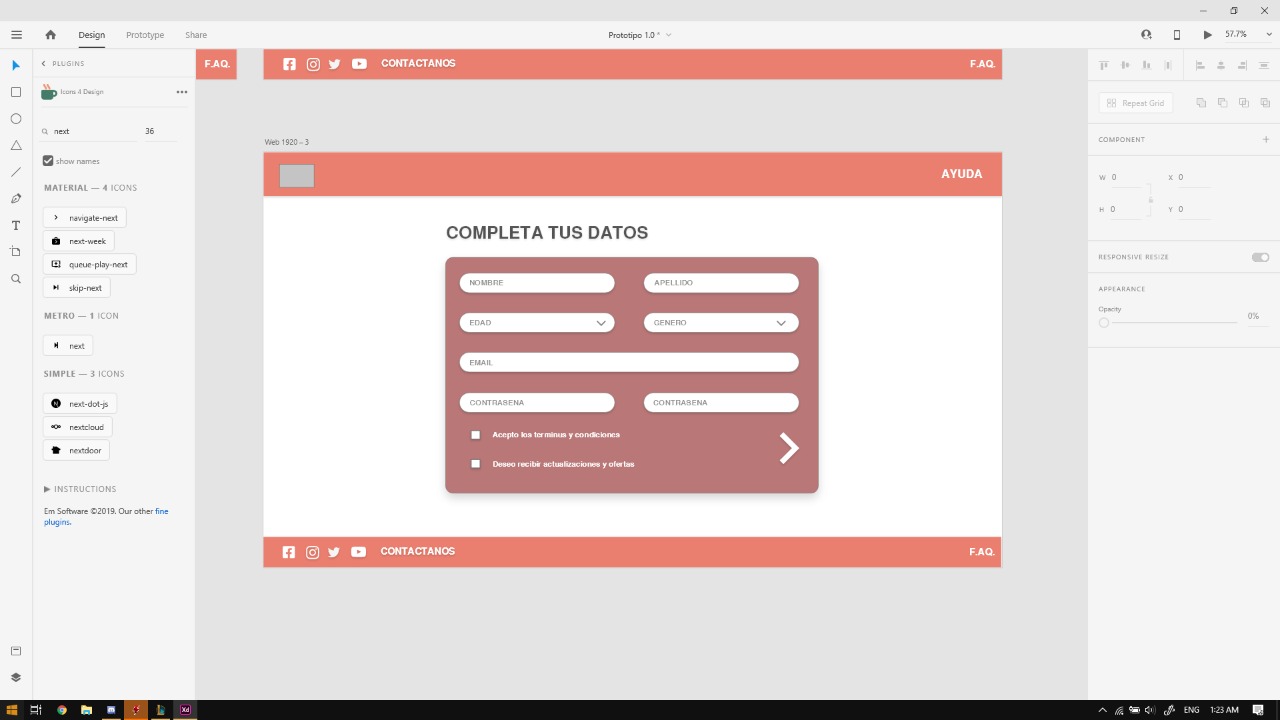 Design
Prototype
Share
Prototipo 1.0 *
57.7%
PLUGINS
Icons 4 Design
next
36
show names
MATERIAL — 4 ICONS
navigate-next
next-week
queue-play-next
skip-next
METRO — 1 ICON
next
SIMPLE — 3 ICONS
next-dot-js
nextcloud
nextdoor
INSTRUCTIONS
Em Software ©2019. Our other fine
plugins.
F.AQ.
CONTACTANOS
F.AQ.
Web 1920 – 3
AYUDA
COMPLETA TUS DATOS
NOMBRE
APELLIDO
EDAD
GENERO
EMAIL
CONTRASENA
CONTRASENA
Acepto los terminus y condiciones
Deseo recibir actualizaciones y ofertas
CONTACTANOS
F.AQ.
Repeat Grid
COMPONENT
W 0
X 0
H 0
Y 0
RESPONSIVE RESIZE
APPEARANCE
Opacity
0%
Xd
ENG
1:23 AM